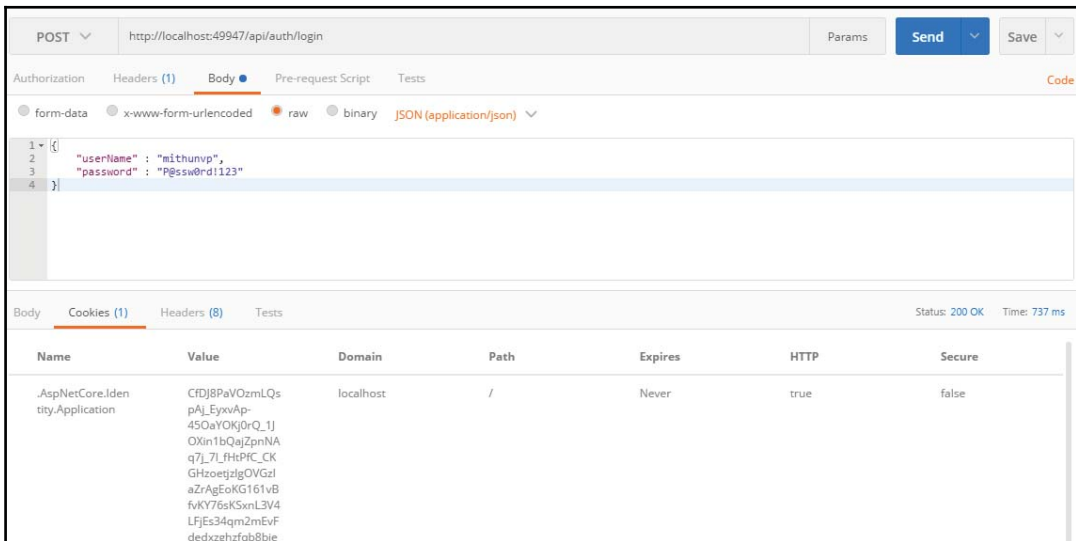 POST http://localhost:49947/api/auth/login Params Send Save
Authorization Headers (1) Body Pre-request Script Tests Code
form-data x-www-form-urlencoded raw binary JSON (application/json)
1 {
2 "userName" : "mithunvp",
3 "password" : "P@ssw0rd!123"
4 }
Body Cookies (1) Headers (8) Tests Status: 200 OK Time: 737 ms
Name Value Domain Path Expires HTTP Secure
.AspNetCore.Iden CfDJ8PaVOzmLQs localhost / Never true false
tity.Application pAj_EyxvAp-
45OaYOKj0rQ_1J
OXin1bQajZpnNA
q7j_7l_fHtPfC_CK
GHzoetjzIgOVGzI
aZrAgEoKG161vB
fvKY76sKSxnL3V4
LFjEs34qm2mEvF
dedxzghzfqb8bie